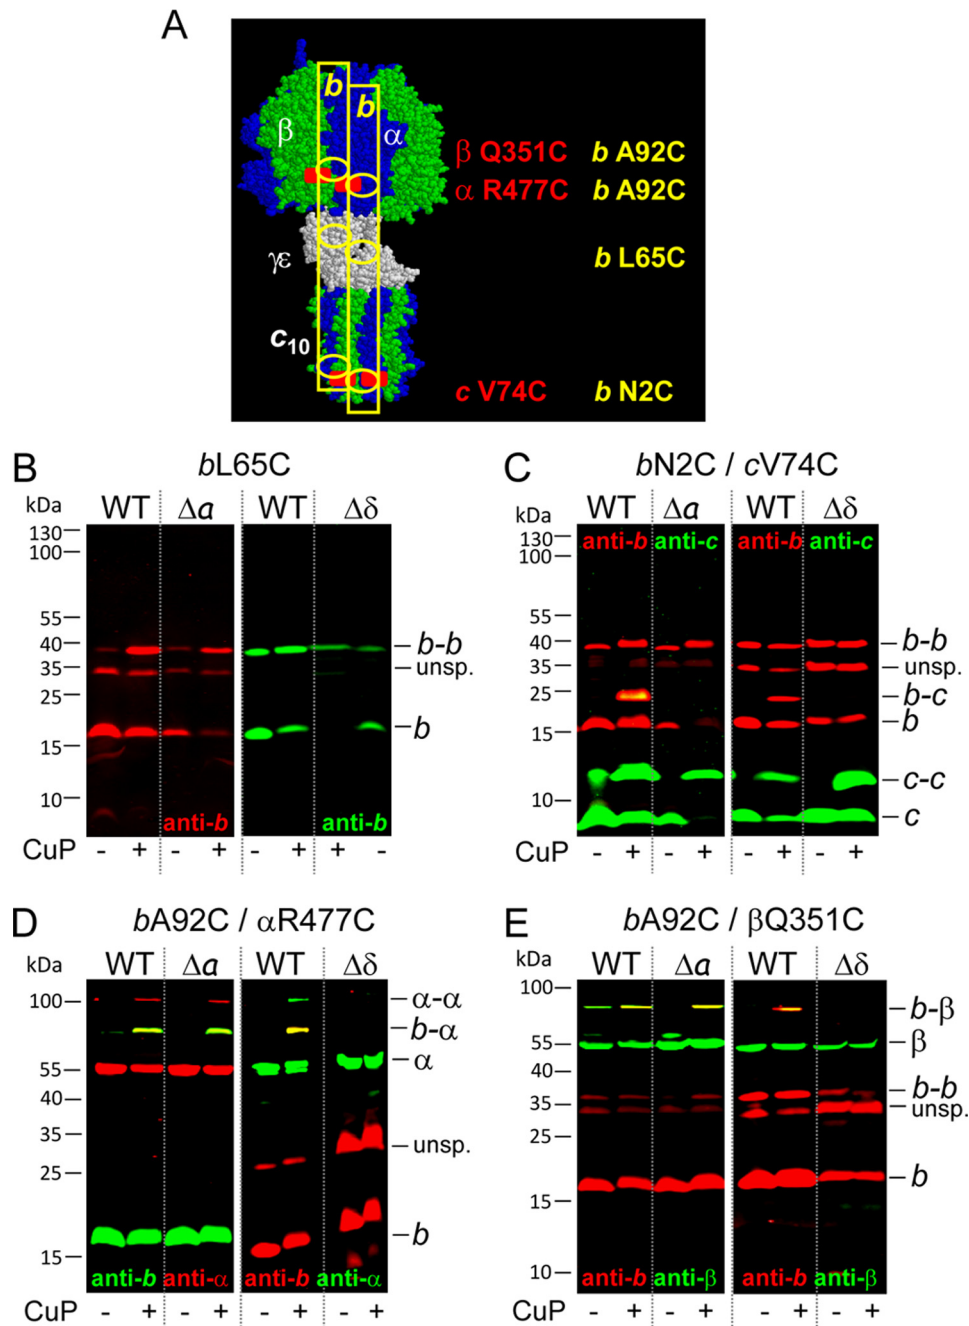 A
b
b
β
α
β Q351C b A92C
α R477C b A92C
γε
b L65C
c10
c V74C b N2C
B
bL65C
kDa WT Δa WT Δδ
130
100
55
40
35
25
15
10
b-b
unsp.
b
anti-b anti-b
CuP - + - + - + + -
C
bN2C / cV74C
kDa WT Δa WT Δδ
anti-b anti-c anti-b anti-c
130
100
55
40
35
25
15
10
b-b
unsp.
b-c
b
c-c
c
CuP - + - + - + - +
D
bA92C / αR477C
kDa WT Δa WT Δδ
100
55
40
35
25
15
α-α
b-α
α
unsp.
b
anti-b anti-α anti-b anti-α
CuP - + - + - + - +
E
bA92C / βQ351C
kDa WT Δa WT Δδ
100
55
40
35
25
15
10
b-β
β
b-b
unsp.
b
anti-b anti-β anti-b anti-β
CuP - + - + - + - +